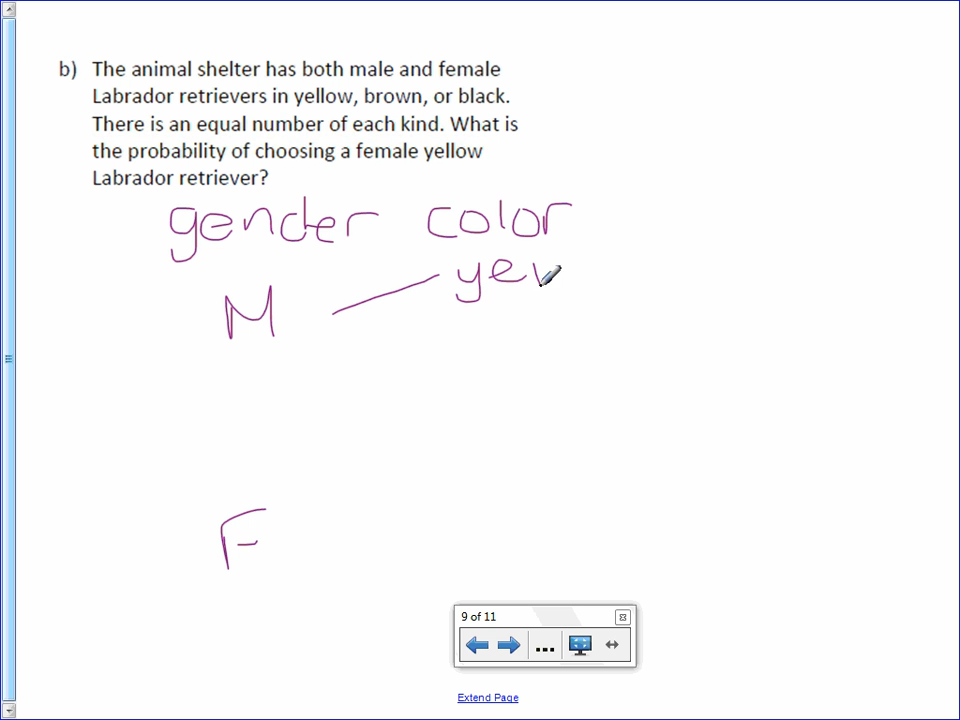 b) The animal shelter has both male and female
Labrador retrievers in yellow, brown, or black.
There is an equal number of each kind. What is
the probability of choosing a female yellow
Labrador retriever?
gender color
M
F
9 of 11
...
Extend Page